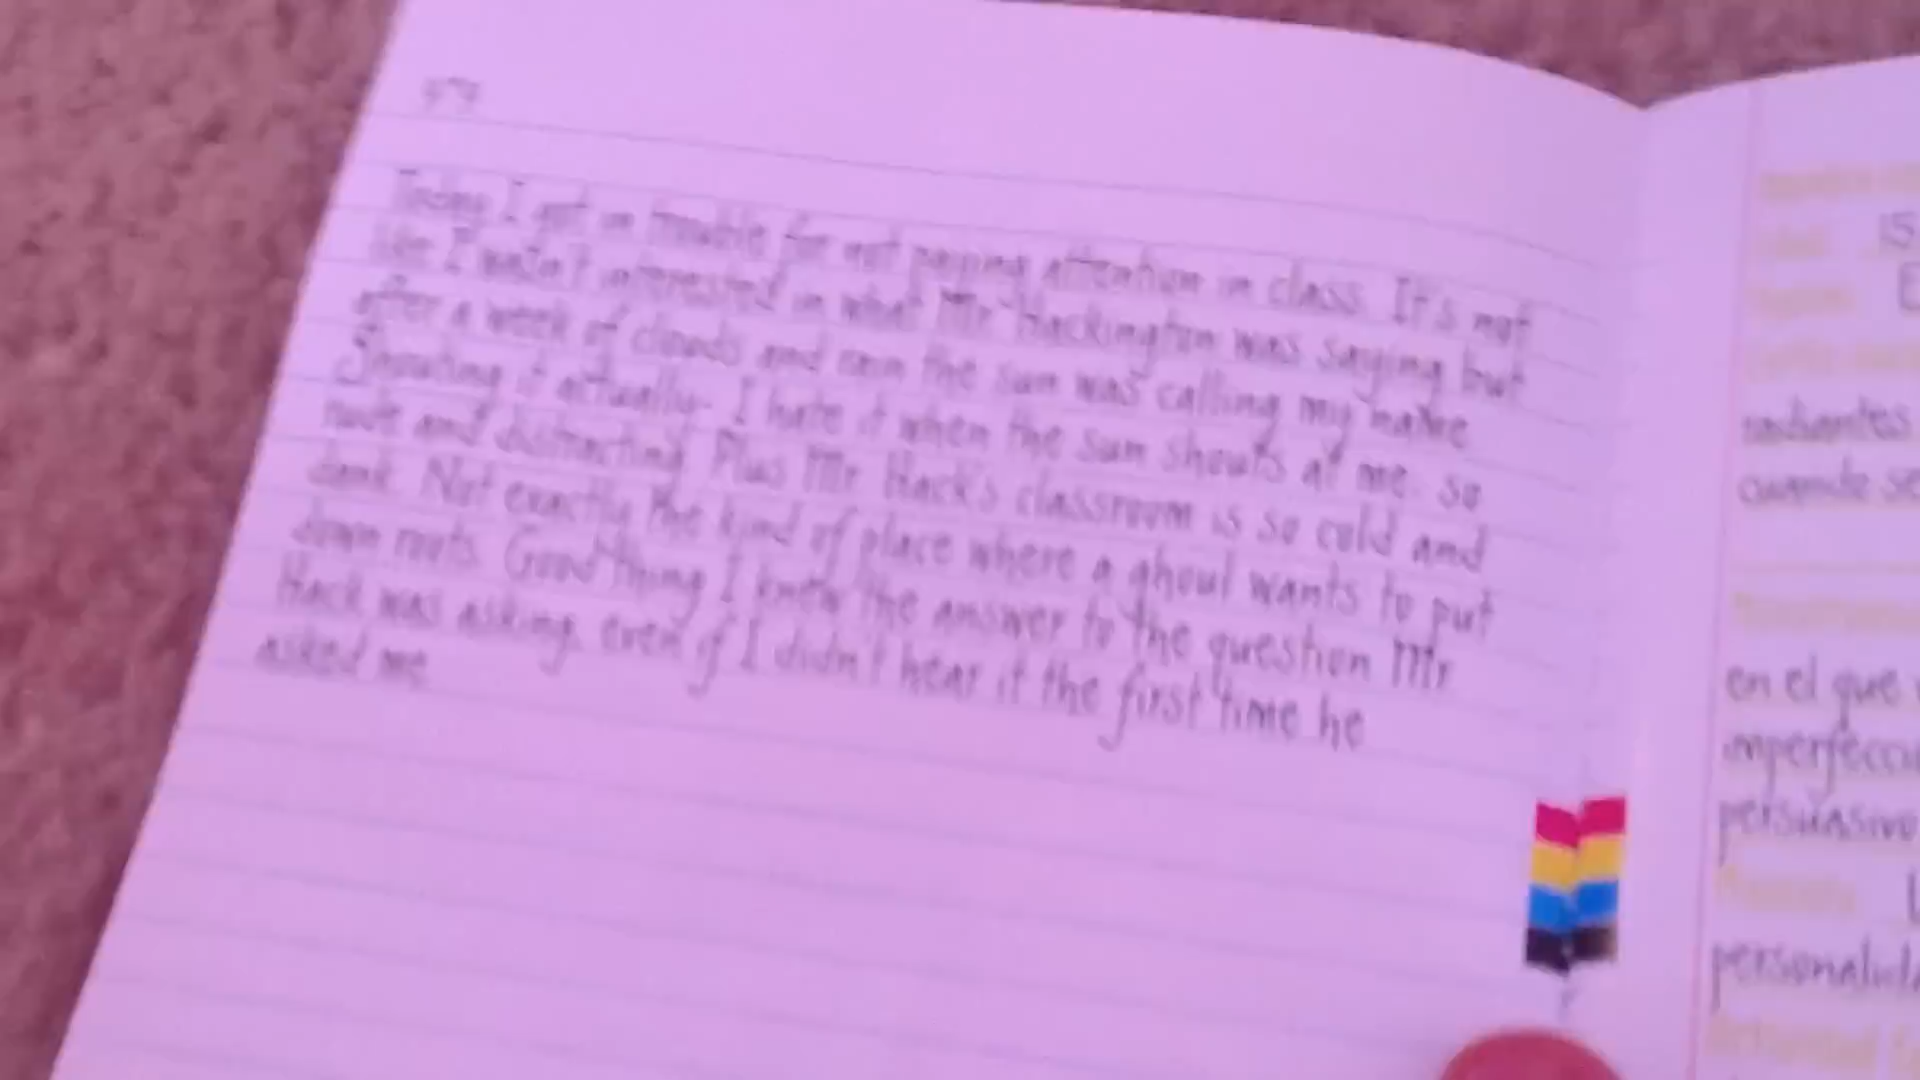 Today I got in trouble for not paying attention in class. It's not
like I wasn't interested in what Mr Hackington was saying but
after a week of clouds and rain the sun was calling my name
Shouting it actually. I hate it when the sun shouts at me. so
rude and distracting. Plus Mr Hack's classroom is so cold and
dank. Not exactly the kind of place where a ghoul wants to put
down roots. Good thing I knew the answer to the question Mr
Hack was asking, even if I didn't hear it the first time he
asked me
15
E
radiantes
cuando se
en el que
persuasivo